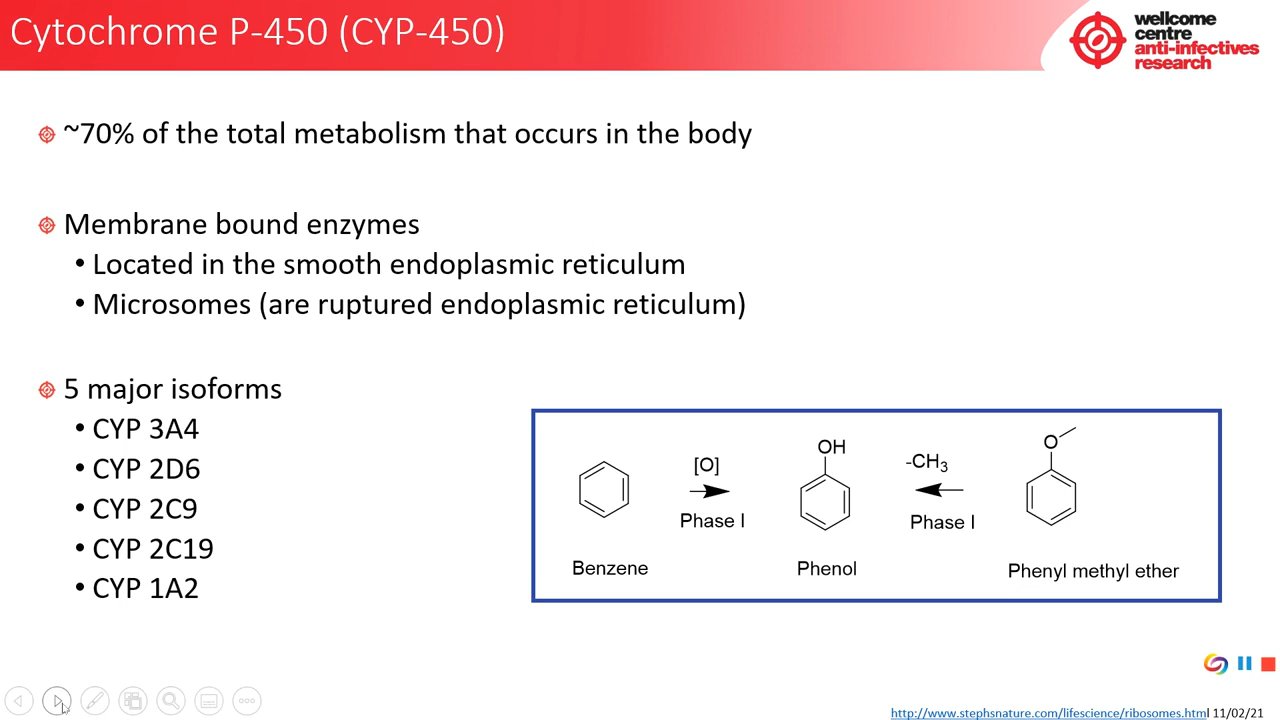 Cytochrome P-450 (CYP-450)
wellcome
centre
anti-infectives
research
~70% of the total metabolism that occurs in the body
Membrane bound enzymes
• Located in the smooth endoplasmic reticulum
• Microsomes (are ruptured endoplasmic reticulum)
5 major isoforms
• CYP 3A4
• CYP 2D6
• CYP 2C9
• CYP 2C19
• CYP 1A2
[O]
Phase I
OH
-CH3
Phase I
O
Benzene
Phenol
Phenyl methyl ether
http://www.stephsnature.com/lifescience/ribosomes.html 11/02/21